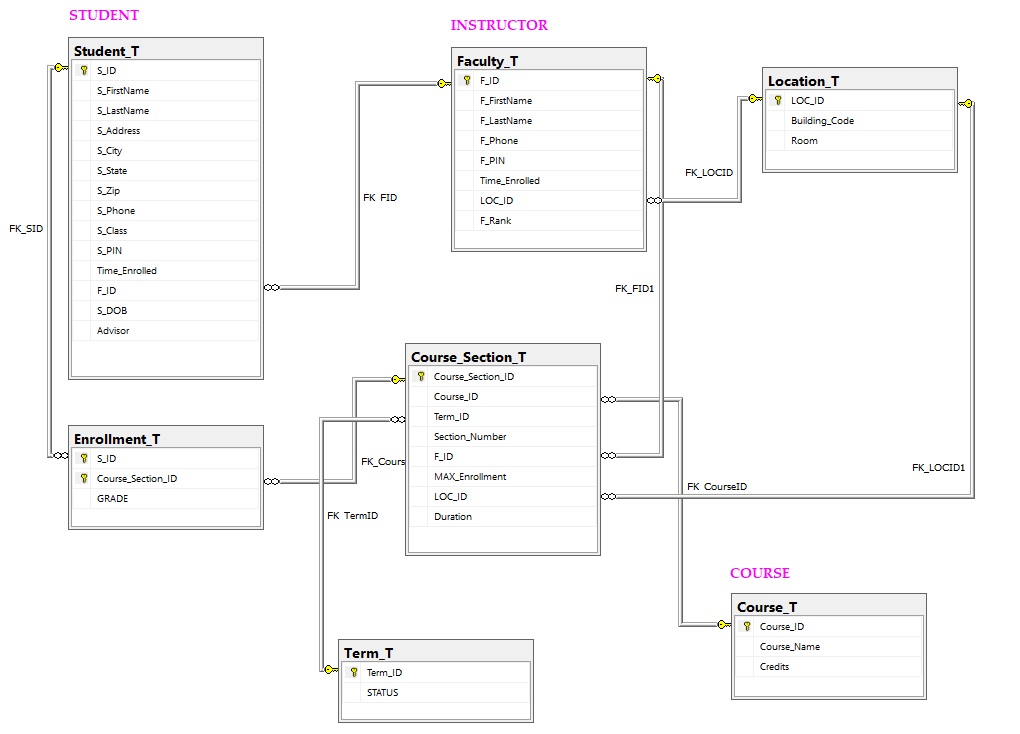 STUDENT
Student_T
S_ID
S_FirstName
S_LastName
S_Address
S_City
S_State
S_Zip
S_Phone
S_Class
S_PIN
Time_Enrolled
F_ID
S_DOB
Advisor
INSTRUCTOR
Faculty_T
F_ID
F_FirstName
F_LastName
F_Phone
F_PIN
Time_Enrolled
LOC_ID
F_Rank
Location_T
LOC_ID
Building_Code
Room
FK_SID
FK_FID
FK_LOCID
FK_FID1
Enrollment_T
S_ID
Course_Section_ID
GRADE
Course_Section_T
Course_Section_ID
Course_ID
Term_ID
Section_Number
F_ID
MAX_Enrollment
LOC_ID
Duration
FK_Cours
FK_TermID
FK_LOCID1
FK_CourseID
Term_T
Term_ID
STATUS
COURSE
Course_T
Course_ID
Course_Name
Credits